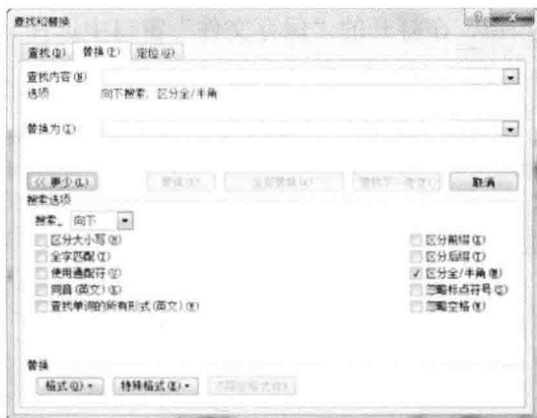 查找和替换
查找(D) 替换(P) 定位(G)
查找内容(N)
选项 向下搜索, 区分全/半角
替换为(I)
<< 更少(L) 替换(R) 全部替换(A) 查找下一处(F) 取消
搜索选项
搜索: 向下
区分大小写(H) 区分前缀(X)
全字匹配(Y) 区分后缀(T)
使用通配符(U) 区分全/半角(M)
同音(英文)(K) 忽略标点符号(S)
查找单词的所有形式(英文)(W) 忽略空格(W)
替换
格式(O) 特殊格式(E) 不限定格式(T)